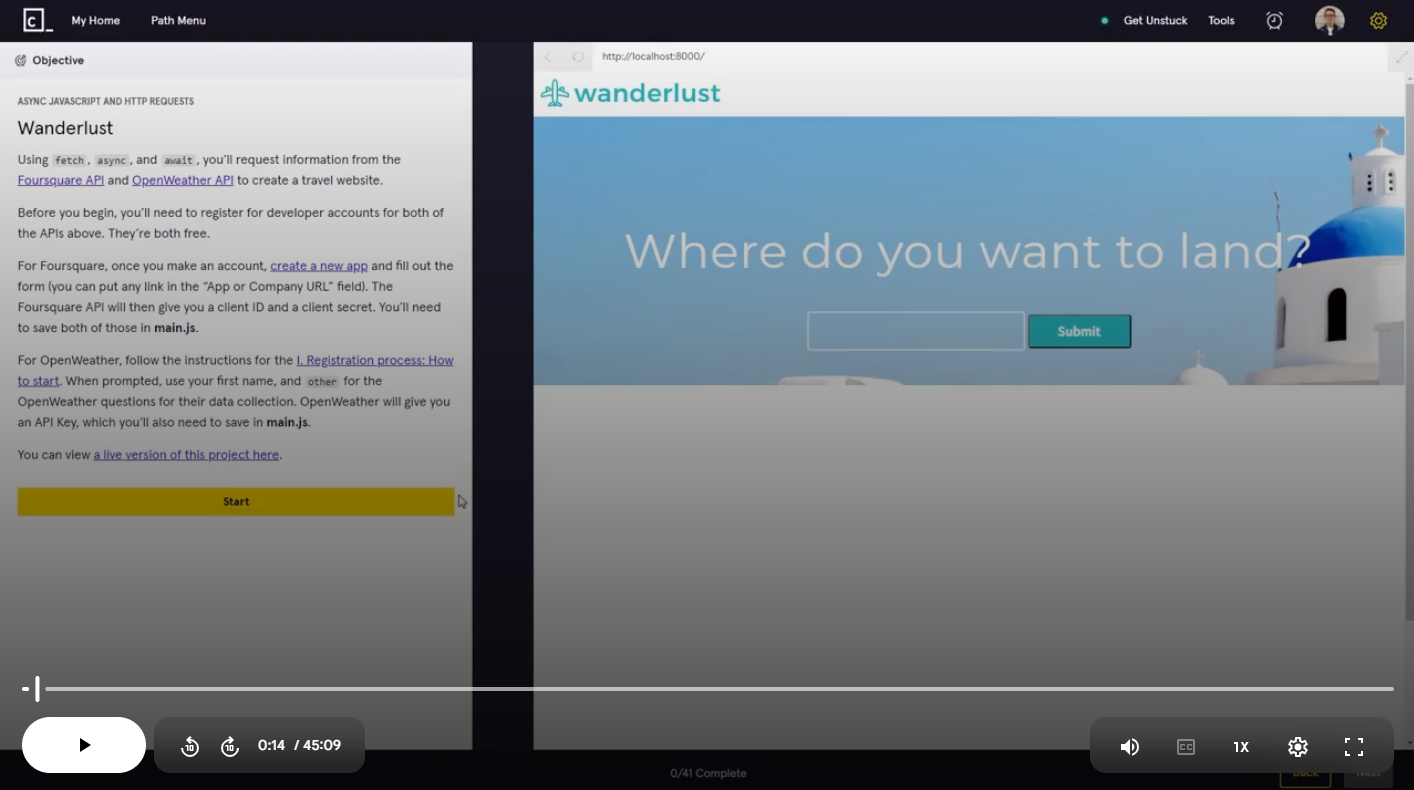 C_ My Home Path Menu Get Unstuck Tools
Objective
ASYNC JAVASCRIPT AND HTTP REQUESTS
Wanderlust
Using fetch, async, and await, you’ll request information from the
Foursquare API and OpenWeather API to create a travel website.
Before you begin, you’ll need to register for developer accounts for both of
the APIs above. They’re both free.
For Foursquare, once you make an account, create a new app and fill out the
form (you can put any link in the “App or Company URL” field). The
Foursquare API will then give you a client ID and a client secret. You’ll need
to save both of those in main.js.
For OpenWeather, follow the instructions for the I. Registration process: How
to start. When prompted, use your first name, and other for the
OpenWeather questions for their data collection. OpenWeather will give you
an API Key, which you’ll also need to save in main.js.
You can view a live version of this project here.
Start
http://localhost:8000/
wanderlust
Where do you want to land?
Submit
10 10 0:14 / 45:09
CC 1X
0/41 Complete
Back Next